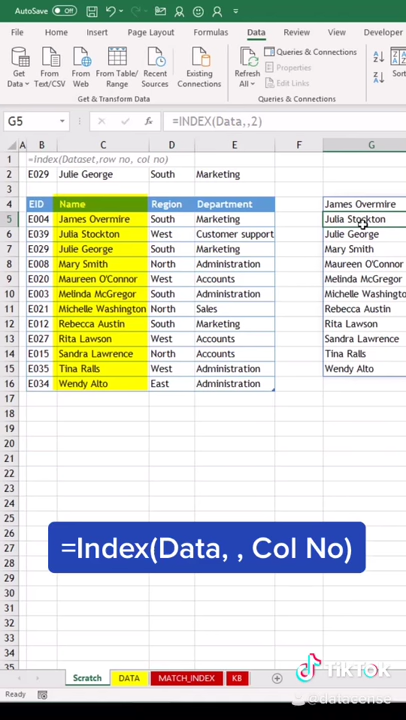 AutoSave Off
File Home Insert Page Layout Formulas Data Review View
Get Data From Text/CSV From Web From Table/Range Recent Sources Existing Connections Refresh All Queries & Connections Properties Edit Links Sort
Get & Transform Data Queries & Connections
G5 =INDEX(Data,,2)
A B C D E F G
1 =Index(Dataset,row no, col no)
2 E029 Julie George South Marketing
3
4 EID Name Region Department James Overmire
5 E004 James Overmire South Marketing Julia Stockton
6 E039 Julia Stockton West Customer support Julie George
7 E029 Julie George South Marketing Mary Smith
8 E008 Mary Smith North Administration Maureen O'Connor
9 E020 Maureen O'Connor West Accounts Melinda McGregor
10 E003 Melinda McGregor South Administration Michelle Washington
11 E021 Michelle Washington North Sales Rebecca Austin
12 E012 Rebecca Austin South Marketing Rita Lawson
13 E027 Rita Lawson West Accounts Sandra Lawrence
14 E015 Sandra Lawrence North Accounts Tina Ralls
15 E035 Tina Ralls West Administration Wendy Alto
16 E034 Wendy Alto East Administration
17
18
19
20
21
22
23
24
25
=Index(Data, , Col No)
26
27
28
29
30
31
32
33
34
35
Scratch DATA MATCH_INDEX KB
TikTok
Ready
@datacense